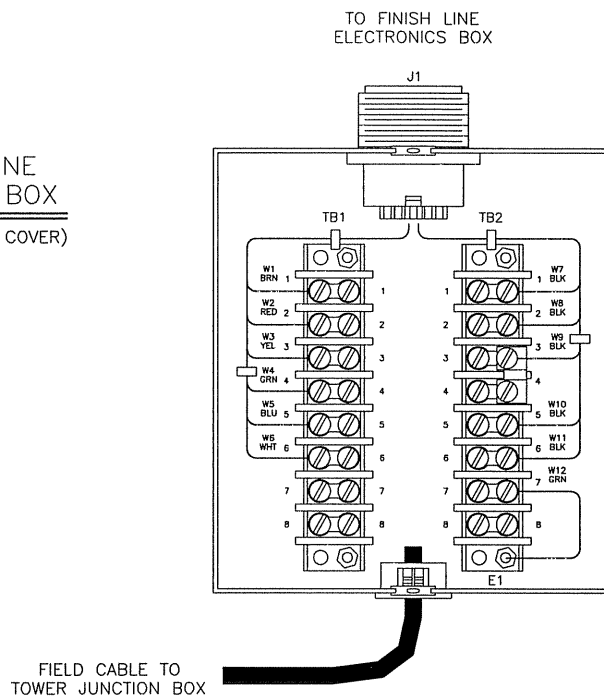 TO FINISH LINE
ELECTRONICS BOX
J1
NE
BOX
COVER)
TB1
TB2
W1
BRN 1
1
1
1 W7
BLK
W2
RED 2
2
2
2 W8
BLK
W3
YEL 3
3
3
3 W9
BLK
W4
GRN 4
4
4
4
W5
BLU 5
5
5
5 W10
BLK
W6
WHT 6
6
6
6 W11
BLK
7
7
7
7 W12
GRN
8
8
8
8
E1
FIELD CABLE TO
TOWER JUNCTION BOX